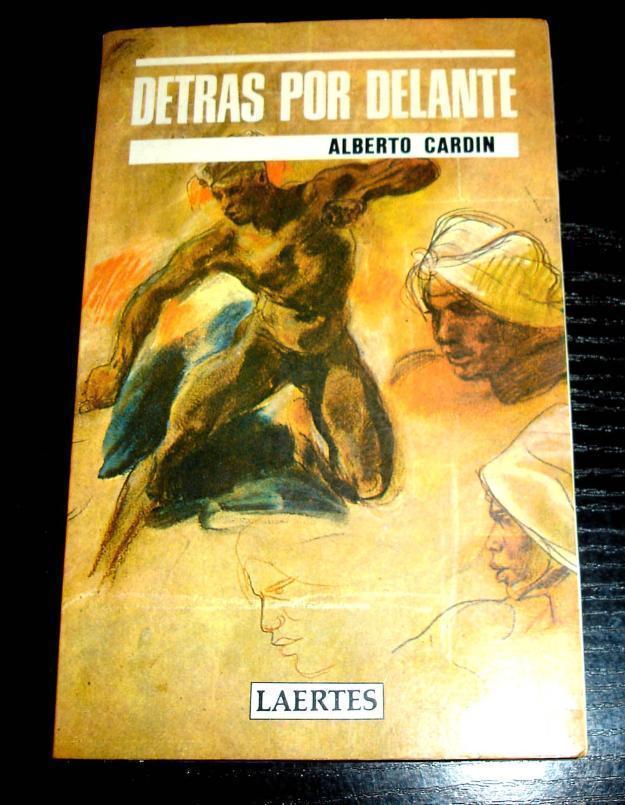 DETRAS POR DELANTE
ALBERTO CARDIN
LAERTES